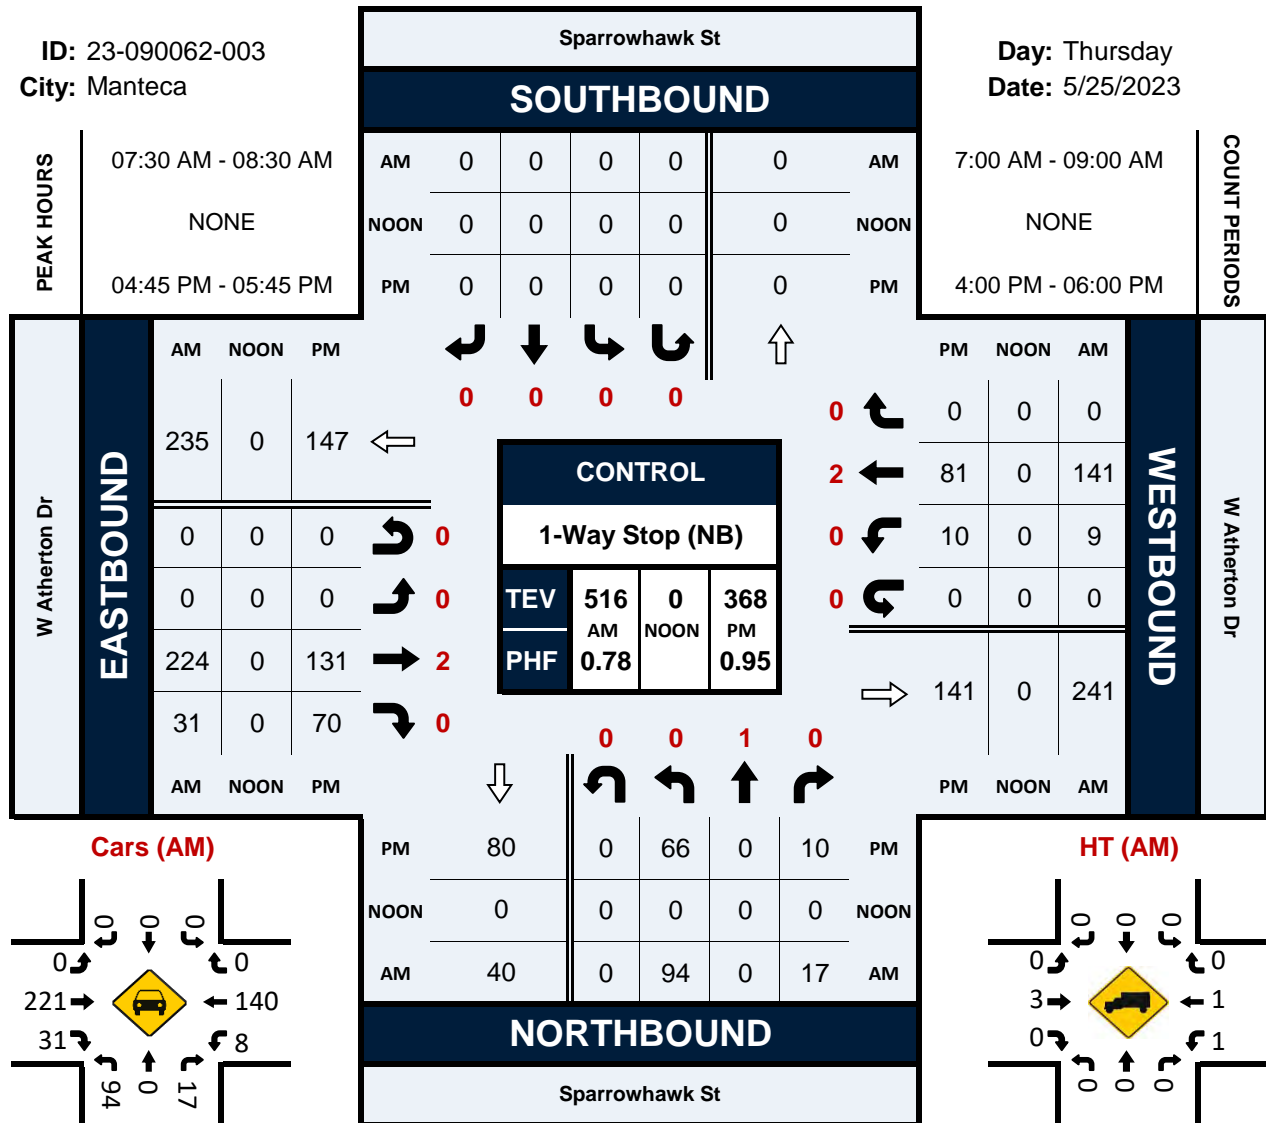 Sparrowhawk St
ID: 23-090062-003
City: Manteca
Day: Thursday
Date: 5/25/2023
SOUTHBOUND
PEAK HOURS
07:30 AM - 08:30 AM
NONE
04:45 PM - 05:45 PM
AM 0 0 0 0 0 AM
NOON 0 0 0 0 0 NOON
PM 0 0 0 0 0 PM
7:00 AM - 09:00 AM
NONE
4:00 PM - 06:00 PM
COUNT PERIODS
0 0 0 0
W Atherton Dr
EASTBOUND
AM NOON PM
235 0 147
0 0 0 0
0 0 0 0
224 0 131 2
31 0 70 0
AM NOON PM
CONTROL
1-Way Stop (NB)
TEV 516 0 368
AM NOON PM
PHF 0.78 0.95
PM NOON AM
0 0 0 0
2 81 0 141
0 10 0 9
0 0 0 0
141 0 241
PM NOON AM
WESTBOUND
W Atherton Dr
0 0 1 0
PM 80 0 66 0 10 PM
NOON 0 0 0 0 0 NOON
AM 40 0 94 0 17 AM
NORTHBOUND
Sparrowhawk St
Cars (AM)
0 0 0
0 0
221 140
31 8
94 0 17
HT (AM)
0 0 0
0 0
3 1
0 1
0 0 0